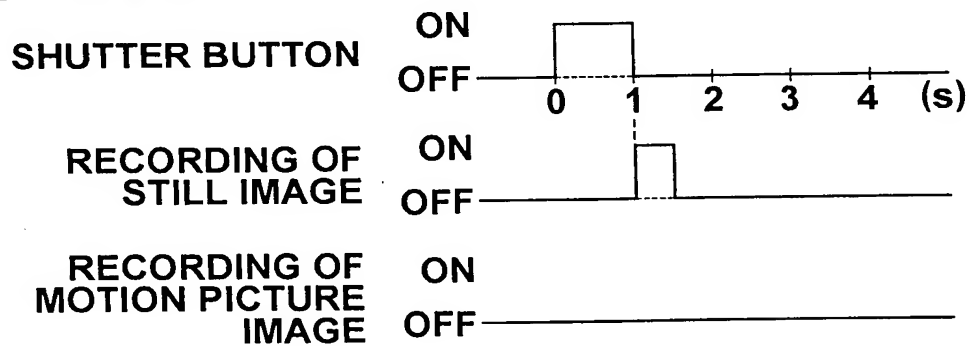 ON
SHUTTER BUTTON
OFF
0 1 2 3 4 (s)
RECORDING OF
STILL IMAGE
ON
OFF
RECORDING OF
MOTION PICTURE
IMAGE
ON
OFF